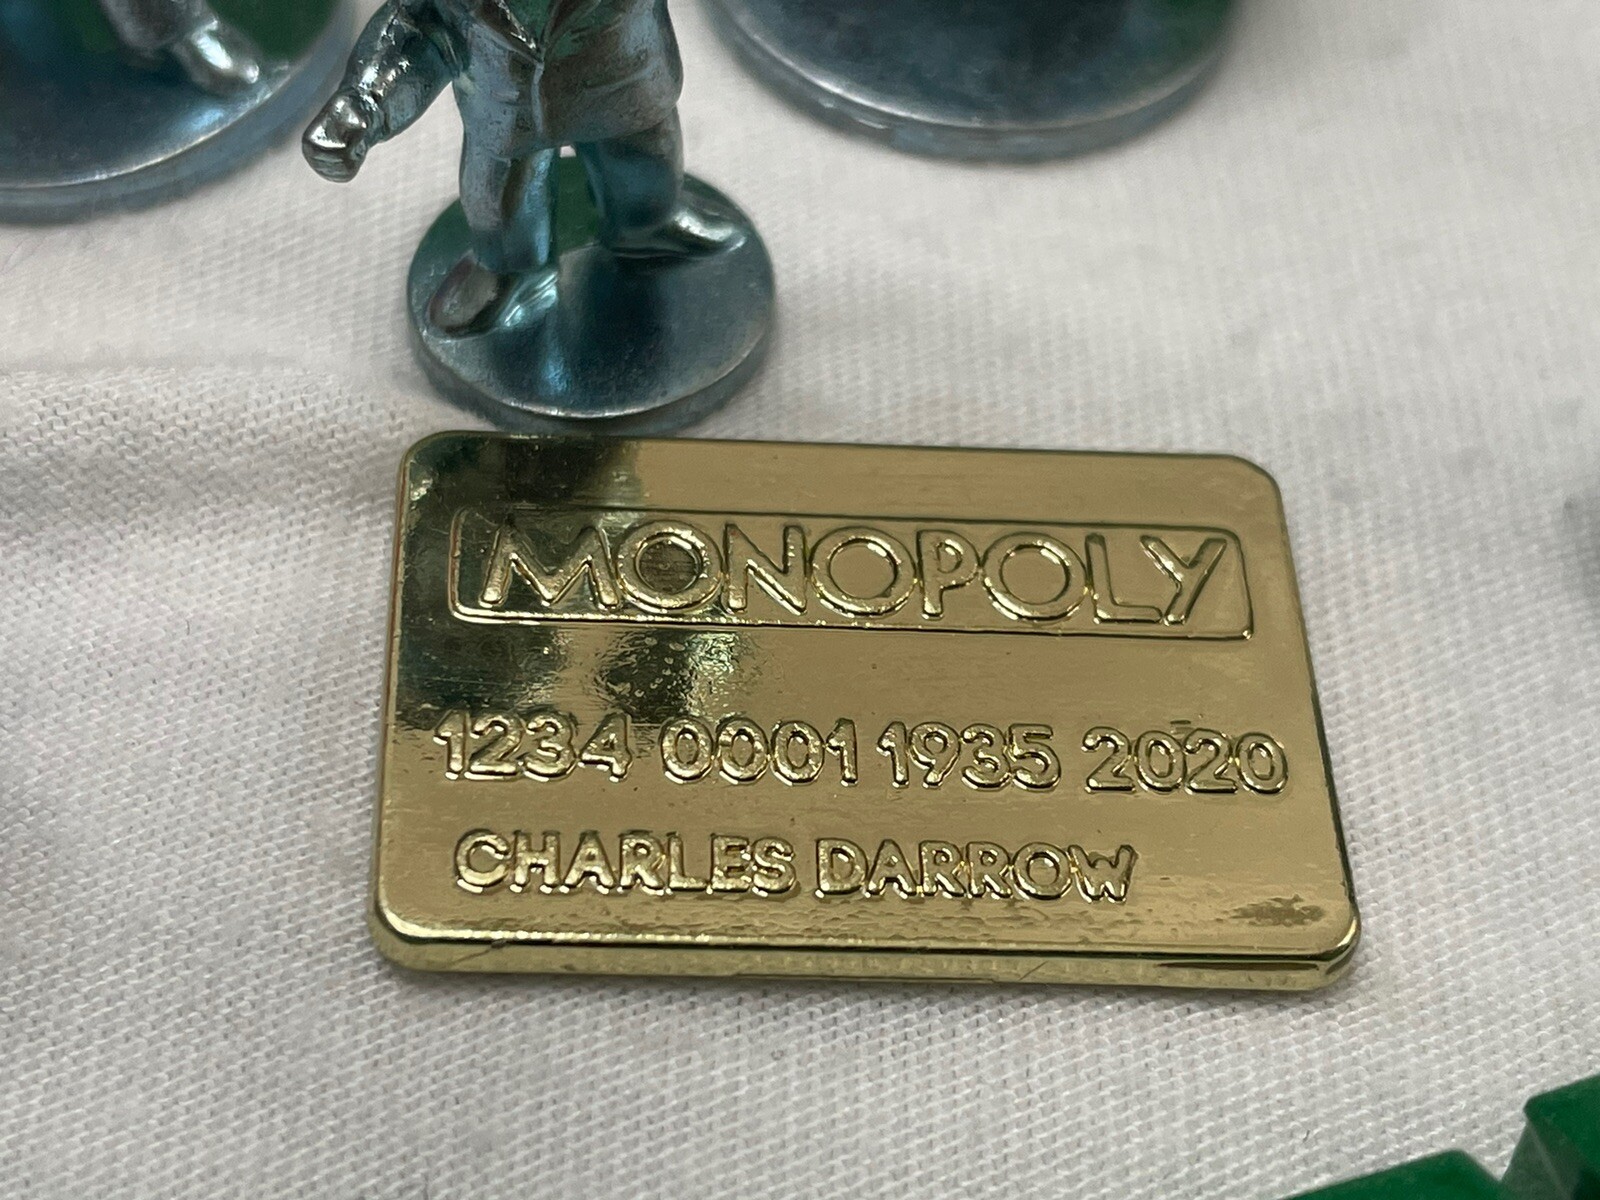 MONOPOLY
1234 0001 1935 2020
CHARLES DARROW